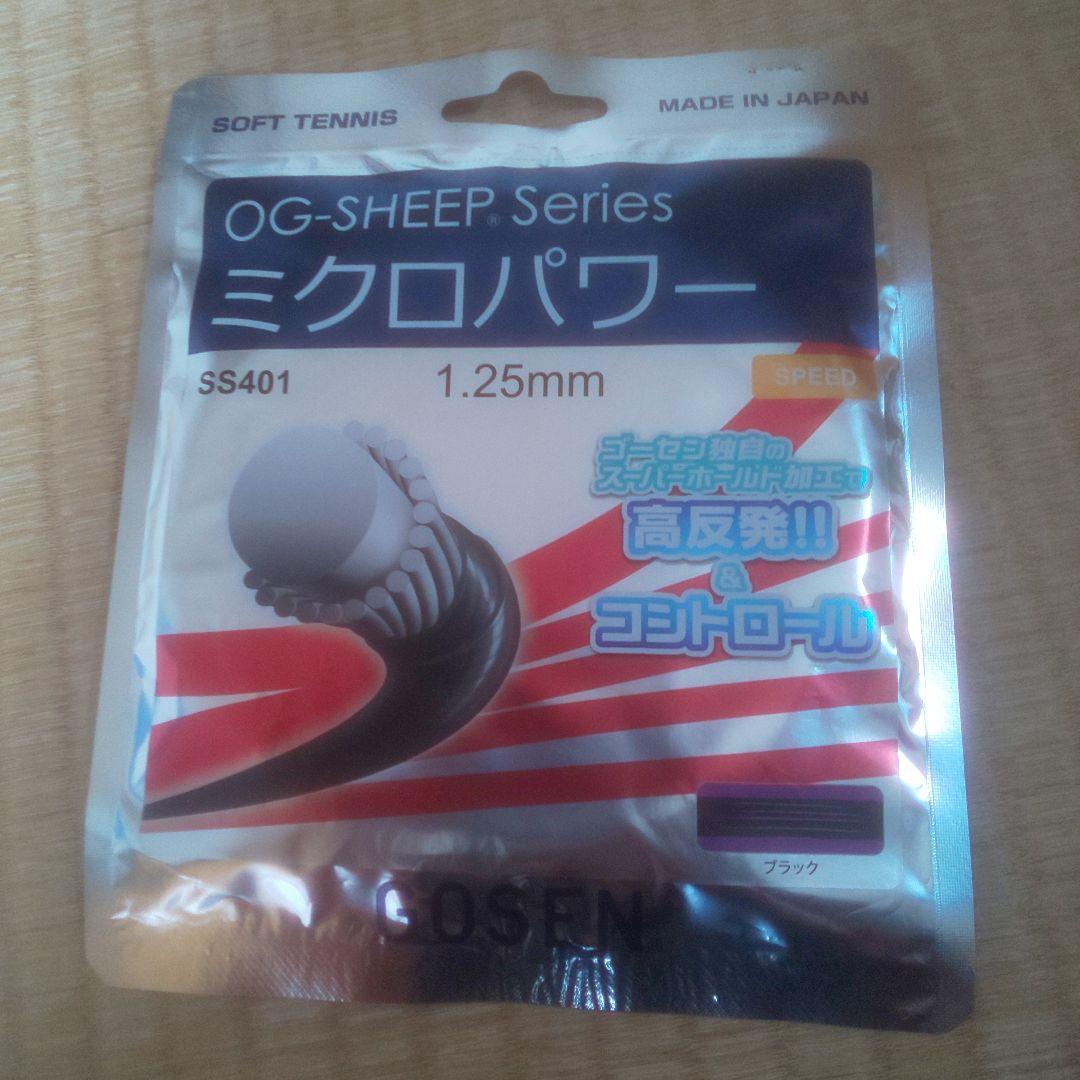 SOFT TENNIS
MADE IN JAPAN
OG-SHEEP® Series
ミクロパワー
SS401
1.25mm
SPEED
ゴーセン独自の
スーパーホールド加工で
高反発!!
&
コントロール
ブラック
GOSEN